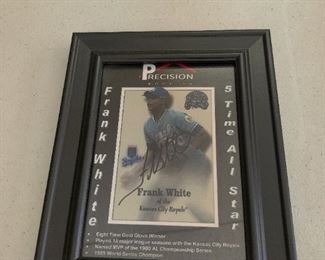 PRECISION
Frank White
5 Time All Star
Royals
Frank White
of the
Kansas City Royals
• Eight Time Gold Glove Winner
• Played 18 major league seasons with the Kansas City Royals
• Named MVP of the 1980 AL Championship Series
• 1985 World Series Champion